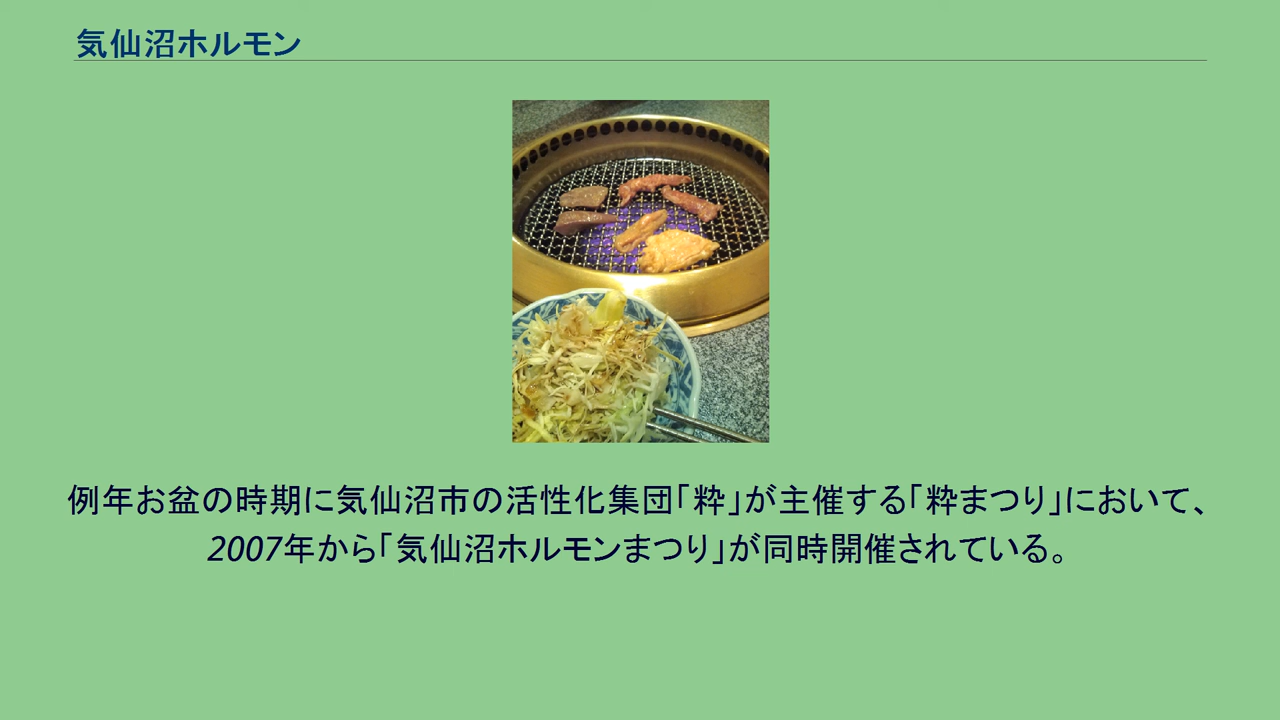 気仙沼ホルモン
例年お盆の時期に気仙沼市の活性化集団「粋」が主催する「粋まつり」において、
2007年から「気仙沼ホルモンまつり」が同時開催されている。